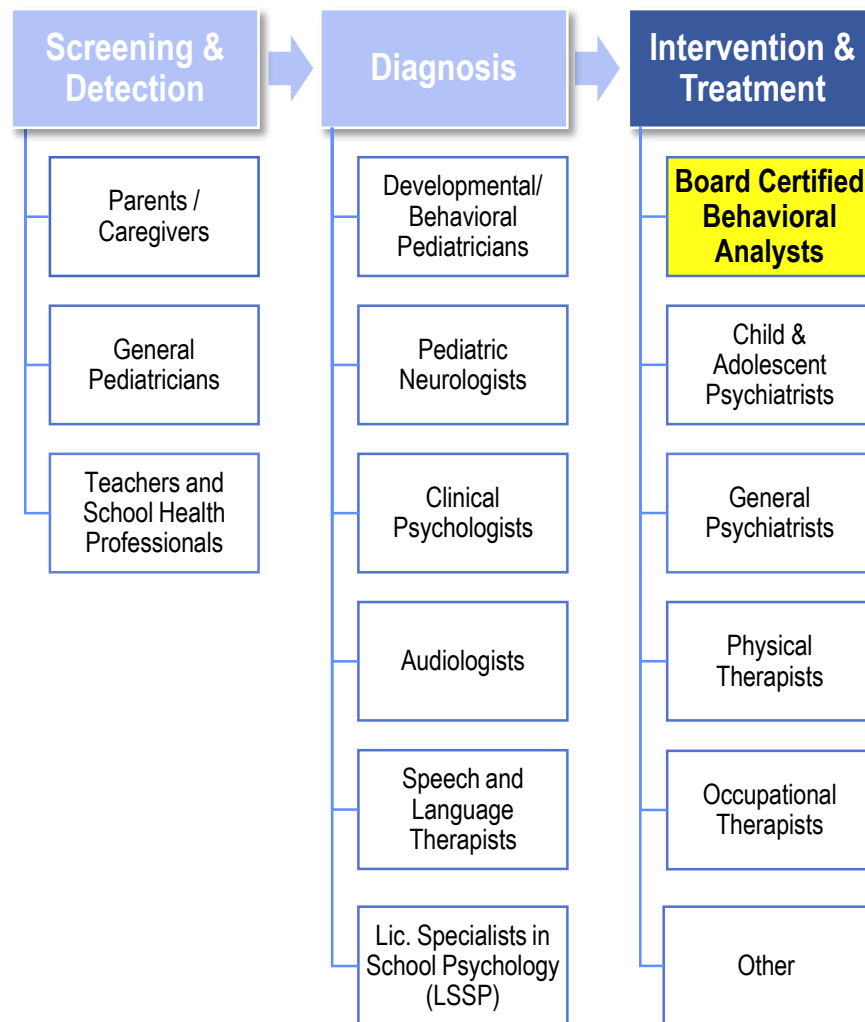 Screening &
Detection
Diagnosis
Intervention &
Treatment
Parents /
Caregivers
General
Pediatricians
Teachers and
School Health
Professionals
Developmental/
Behavioral
Pediatricians
Pediatric
Neurologists
Clinical
Psychologists
Audiologists
Speech and
Language
Therapists
Lic. Specialists in
School Psychology
(LSSP)
Board Certified
Behavioral
Analysts
Child &
Adolescent
Psychiatrists
General
Psychiatrists
Physical
Therapists
Occupational
Therapists
Other